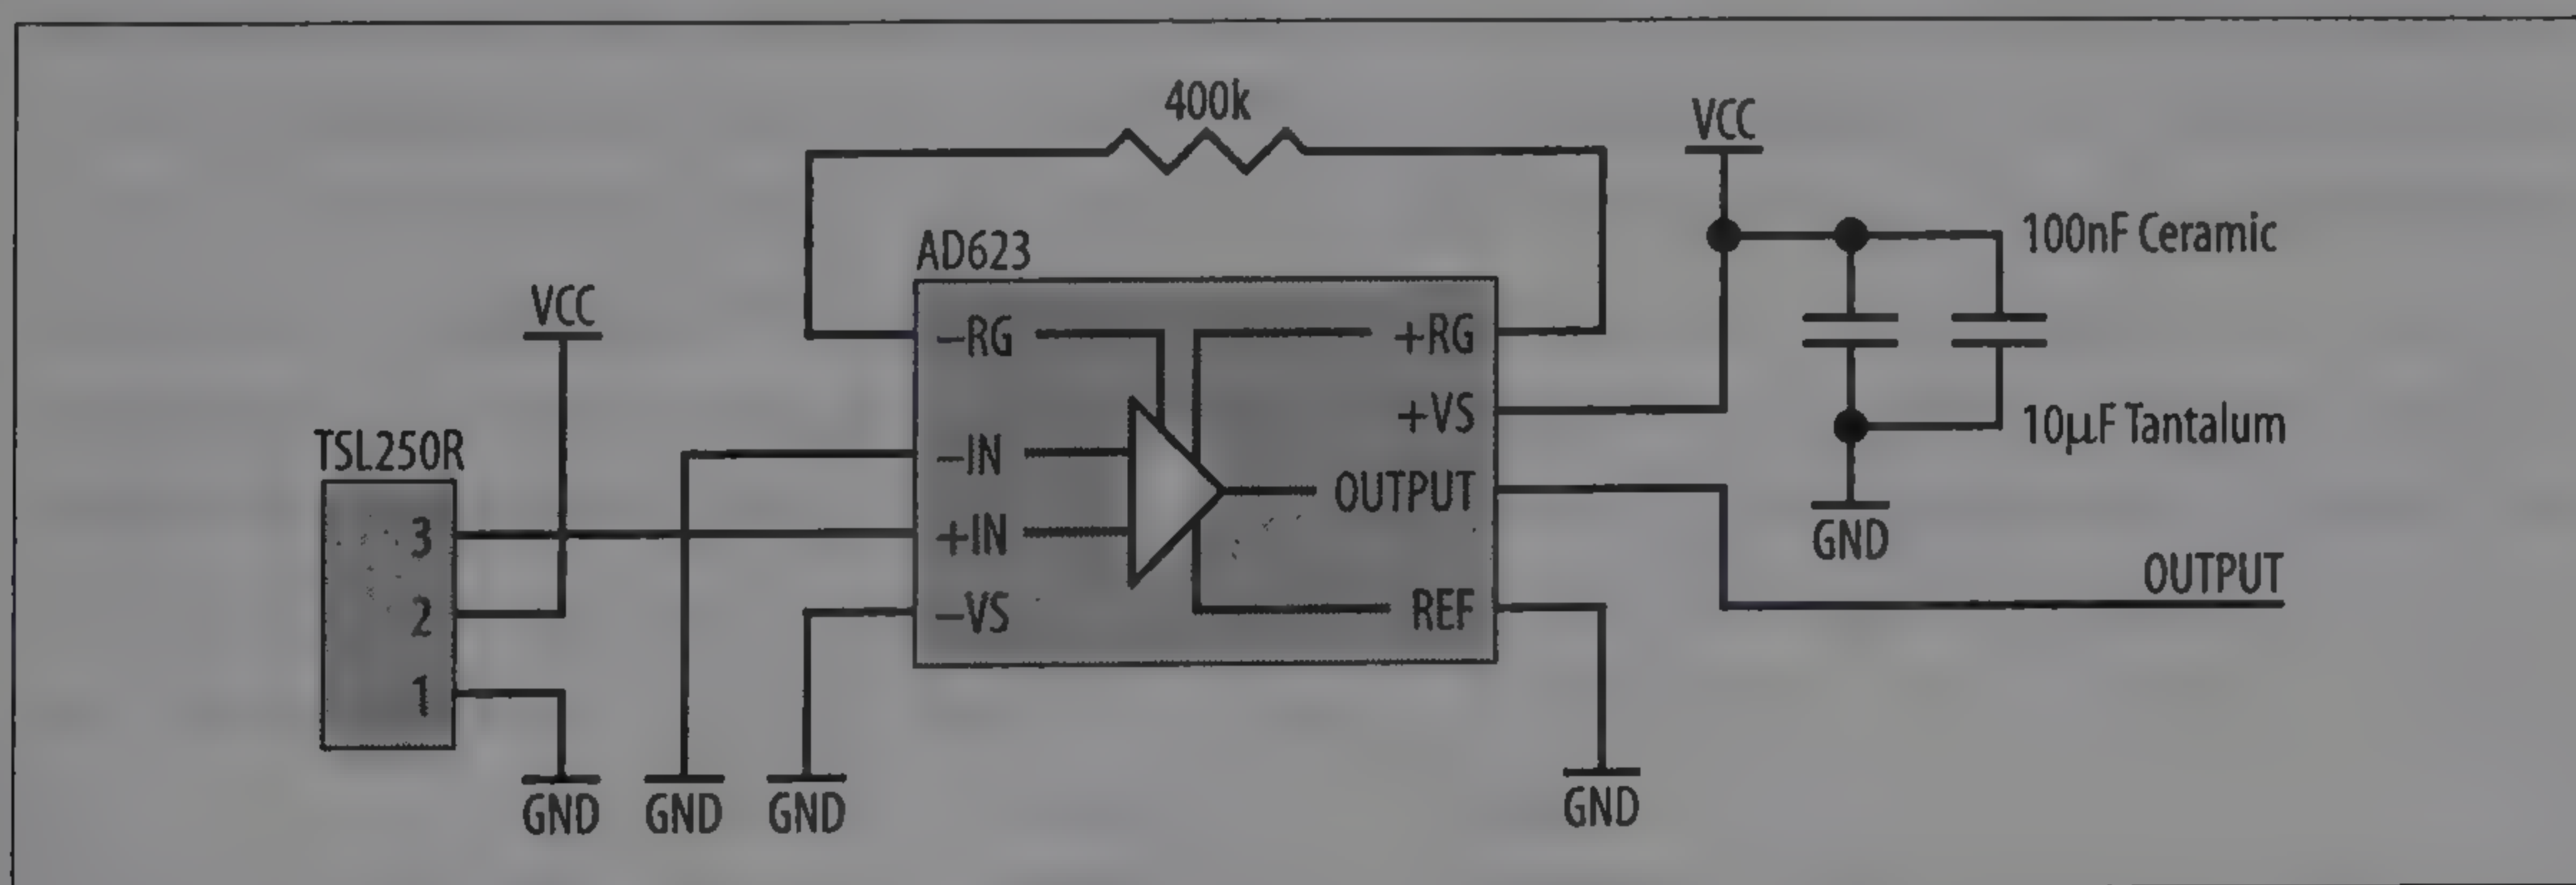 400k
VCC
100nF Ceramic
AD623
VCC
–RG
+RG
+VS
10µF Tantalum
TSL250R
–IN
OUTPUT
3
+IN
GND
OUTPUT
2
–VS
REF
1
GND
GND
GND
GND